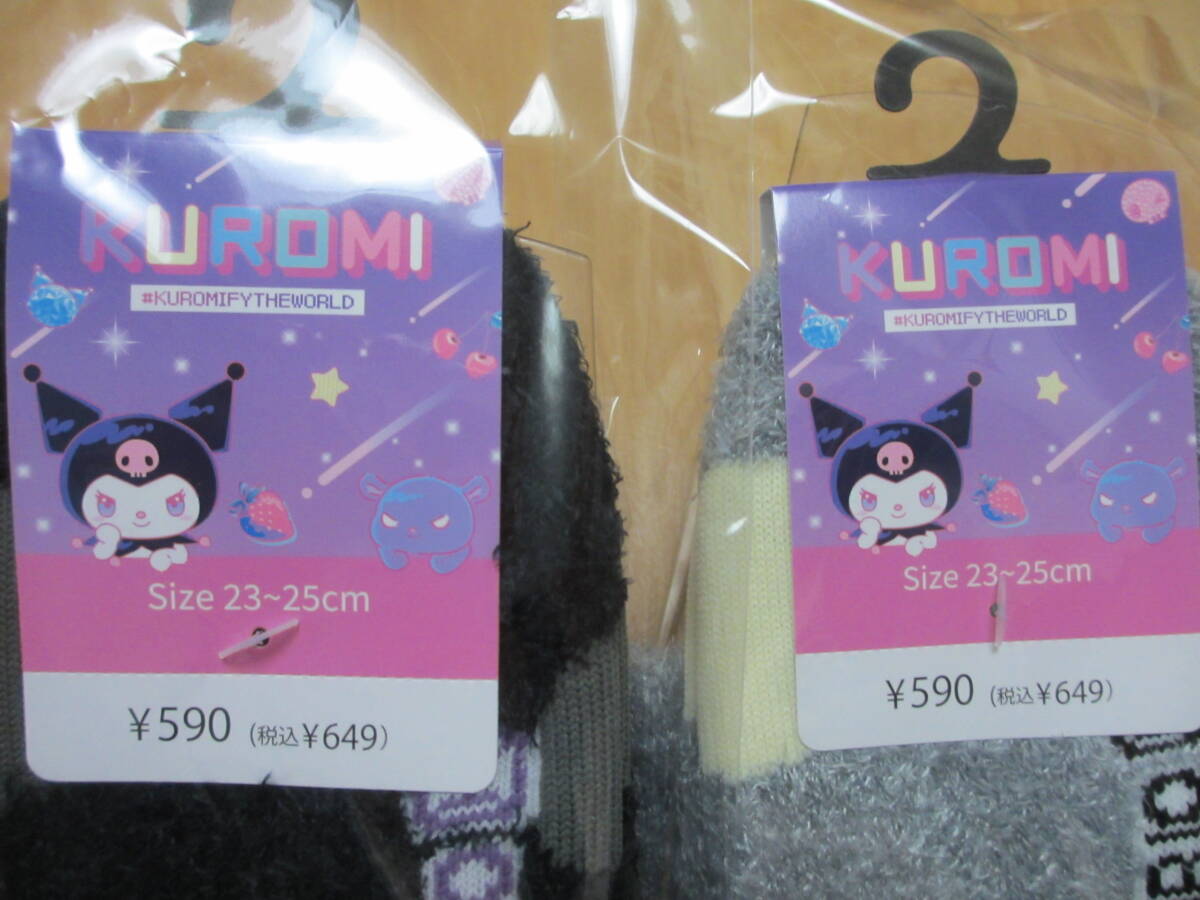 KUROMI
#KUROMIFYTHEWORLD
Size 23~25cm
¥590 (税込¥649)
KUROMI
#KUROMIFYTHEWORLD
Size 23~25cm
¥590 (税込¥649)